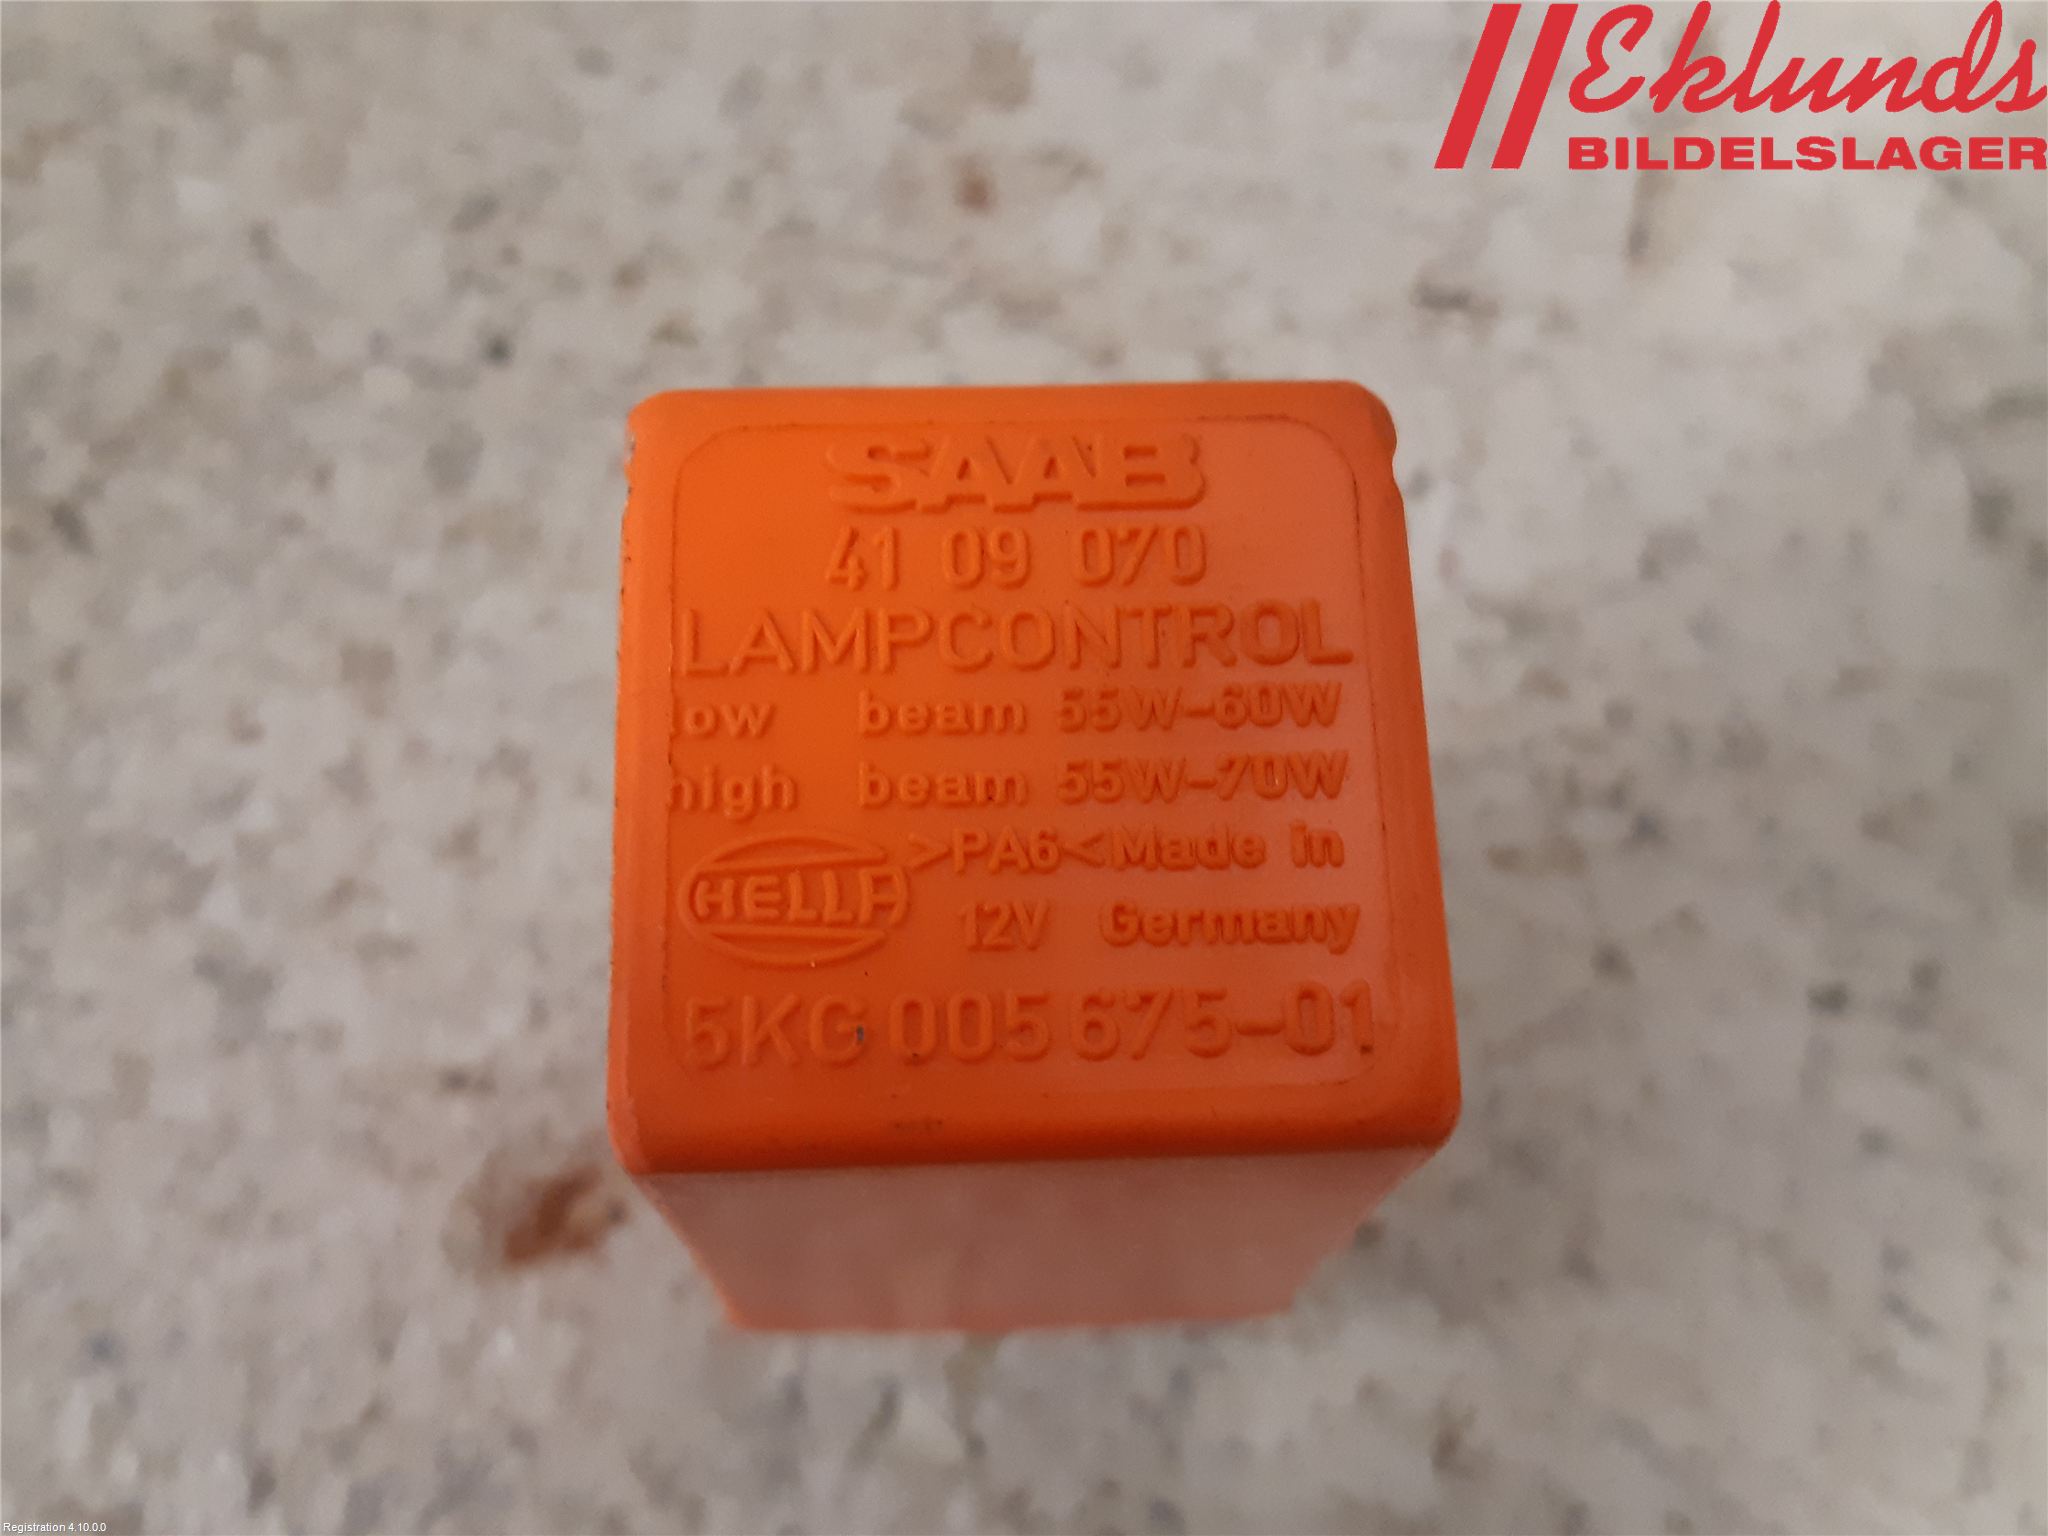 Eklunds
BILDELSLAGER
SAAB
41 09 070
LAMPCONTROL
low beam 55W-60W
high beam 55W-70W
>PA6< Made in
HELLA
12V Germany
5KG 005 675-01
Registration 4.10.0.0